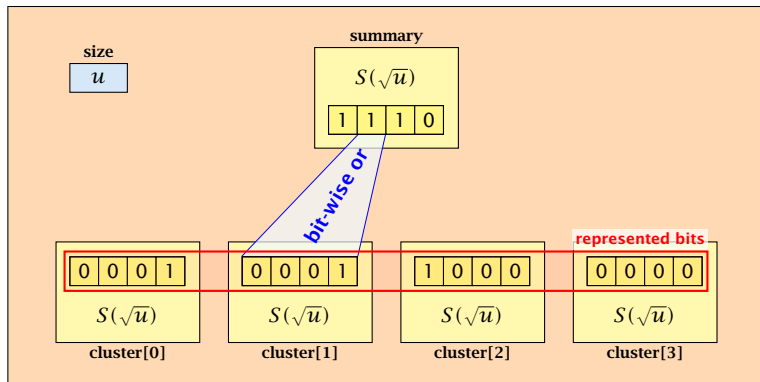 summary
size
u
S(√u)
1 1 1 0
bit-wise or
represented bits
0 0 0 1 0 0 0 1 1 0 0 0 0 0 0 0
S(√u) S(√u) S(√u) S(√u)
cluster[0] cluster[1] cluster[2] cluster[3]